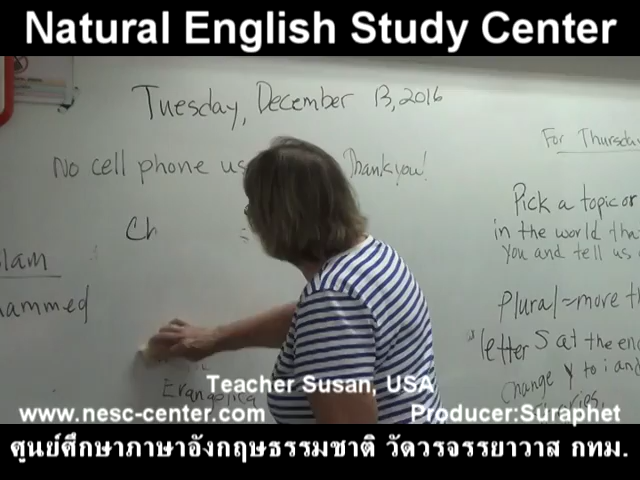 Natural English Study Center
Tuesday, December 13, 2016
No cell phone us
Thank you!
For Thursday
Ch
Pick a topic or
in the world tha
you and tell us
lam
ammed
Plural = more th
letter S at the en
change Y to i and
Evangelica
Teacher Susan, USA
www.nesc-center.com
Producer:Suraphet
ศูนย์ศึกษาภาษาอังกฤษธรรมชาติ วัดวรจรรยาวาส กทม.